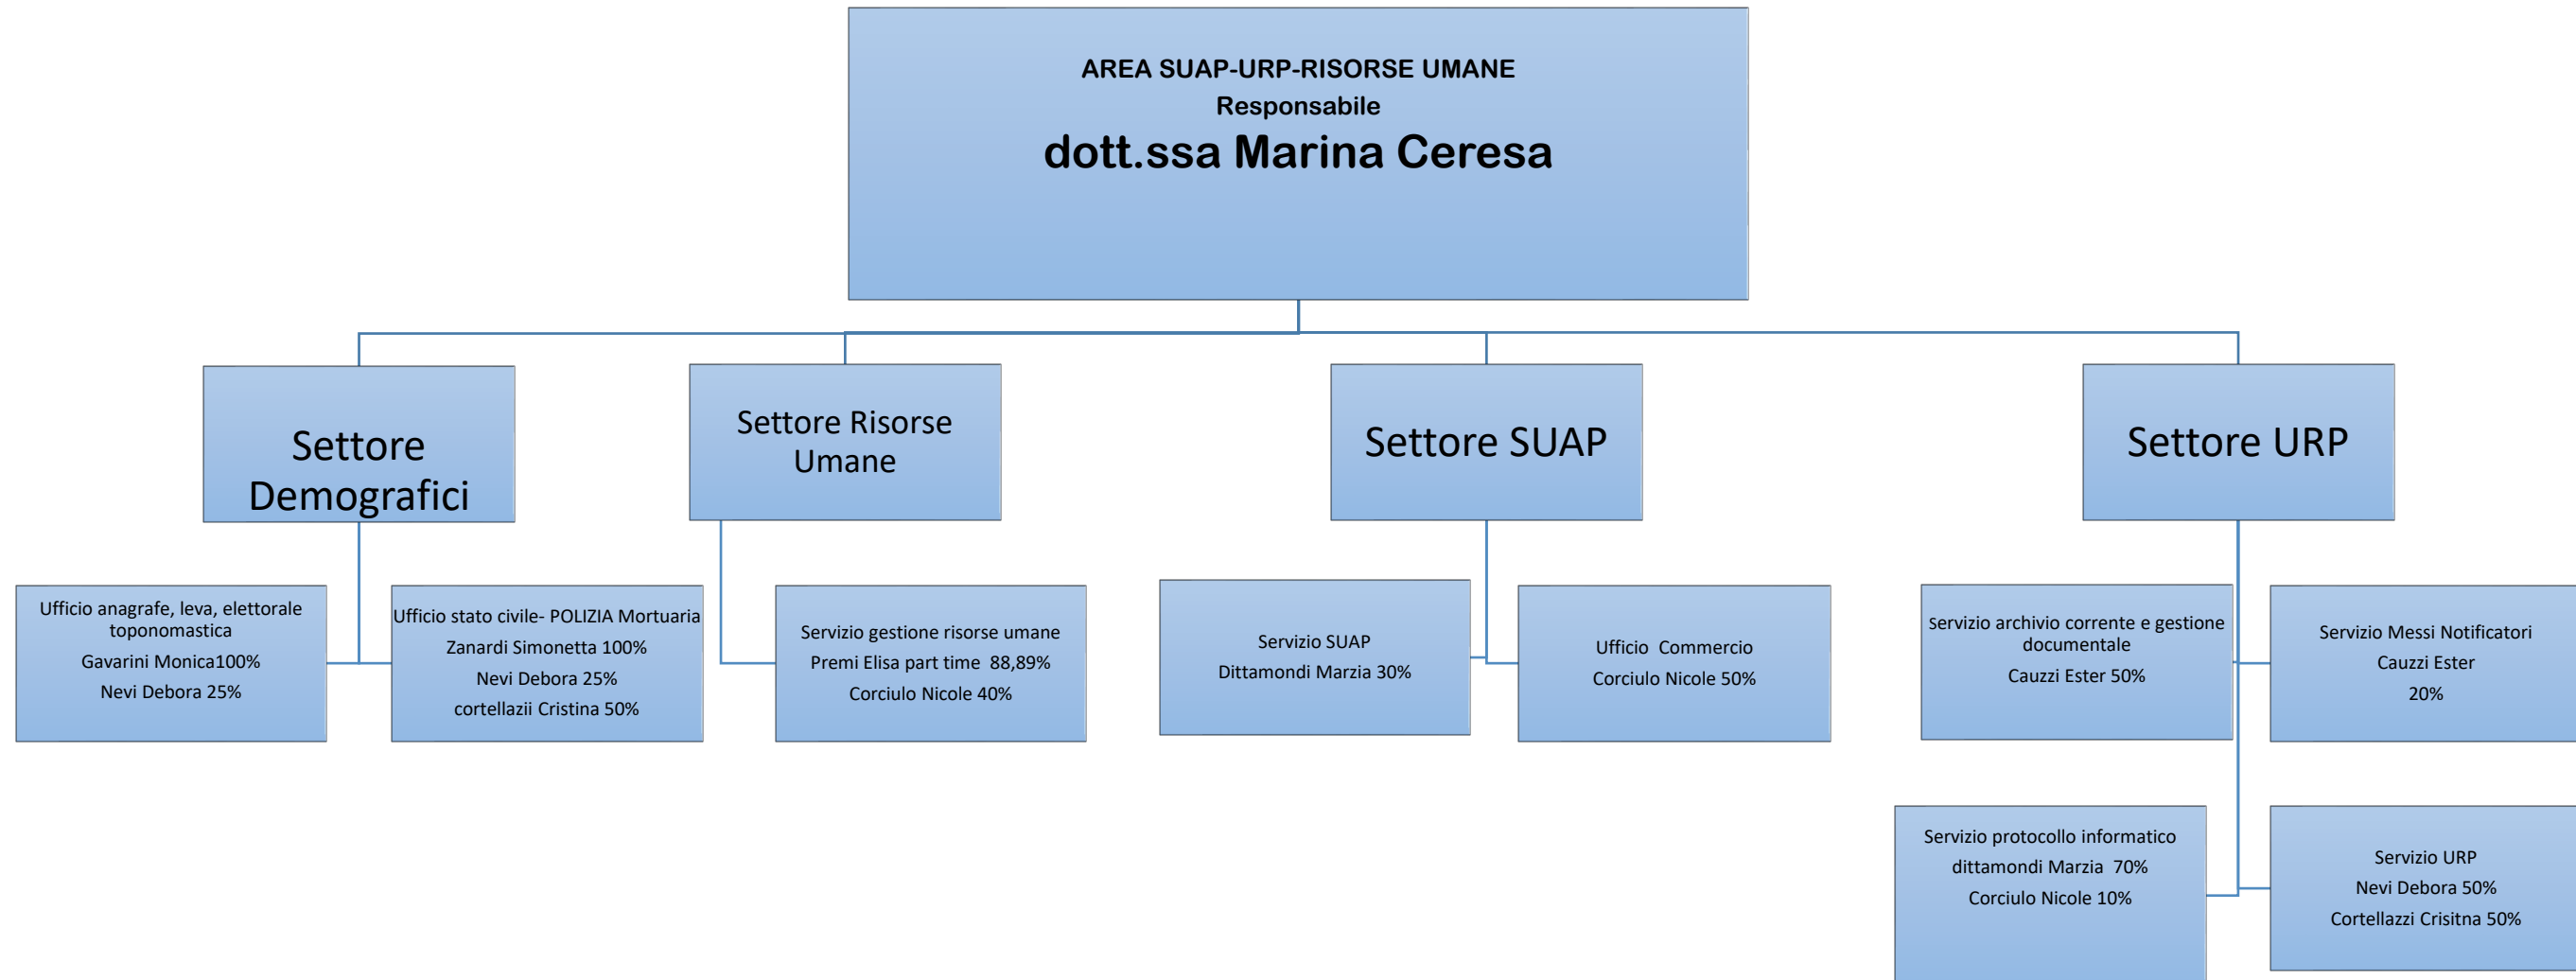 AREA SUAP-URP-RISORSE UMANE
Responsabile
dott.ssa Marina Ceresa
Settore
Demografici
Settore Risorse
Umane
Settore SUAP
Settore URP
Ufficio anagrafe, leva, elettorale
toponomastica
Gavarini Monica100%
Nevi Debora 25%
Ufficio stato civile- POLIZIA Mortuaria
Zanardi Simonetta 100%
Nevi Debora 25%
cortellazii Cristina 50%
Servizio gestione risorse umane
Premi Elisa part time 88,89%
Corciulo Nicole 40%
Servizio SUAP
Dittamondi Marzia 30%
Ufficio Commercio
Corciulo Nicole 50%
Servizio archivio corrente e gestione
documentale
Cauzzi Ester 50%
Servizio Messi Notificatori
Cauzzi Ester
20%
Servizio protocollo informatico
dittamondi Marzia 70%
Corciulo Nicole 10%
Servizio URP
Nevi Debora 50%
Cortellazzi Crisitna 50%